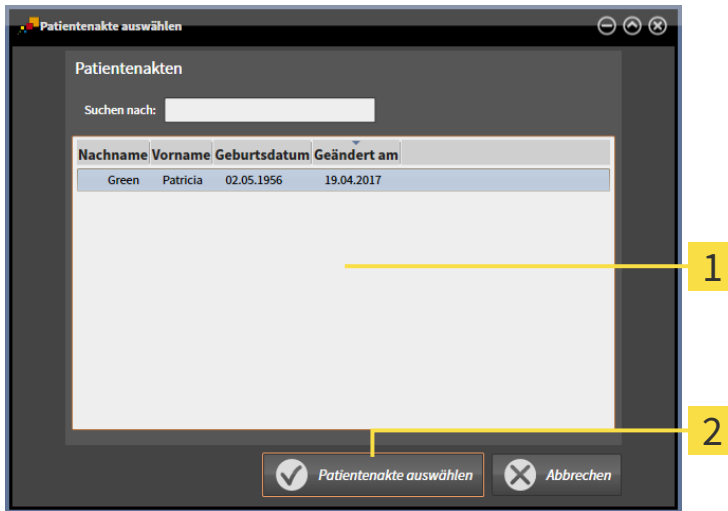 Patientenakte auswählen
Patientenakten
Suchen nach:
Nachname Vorname Geburtsdatum Geändert am
Green Patricia 02.05.1956 19.04.2017
1
2
Patientenakte auswählen Abbrechen